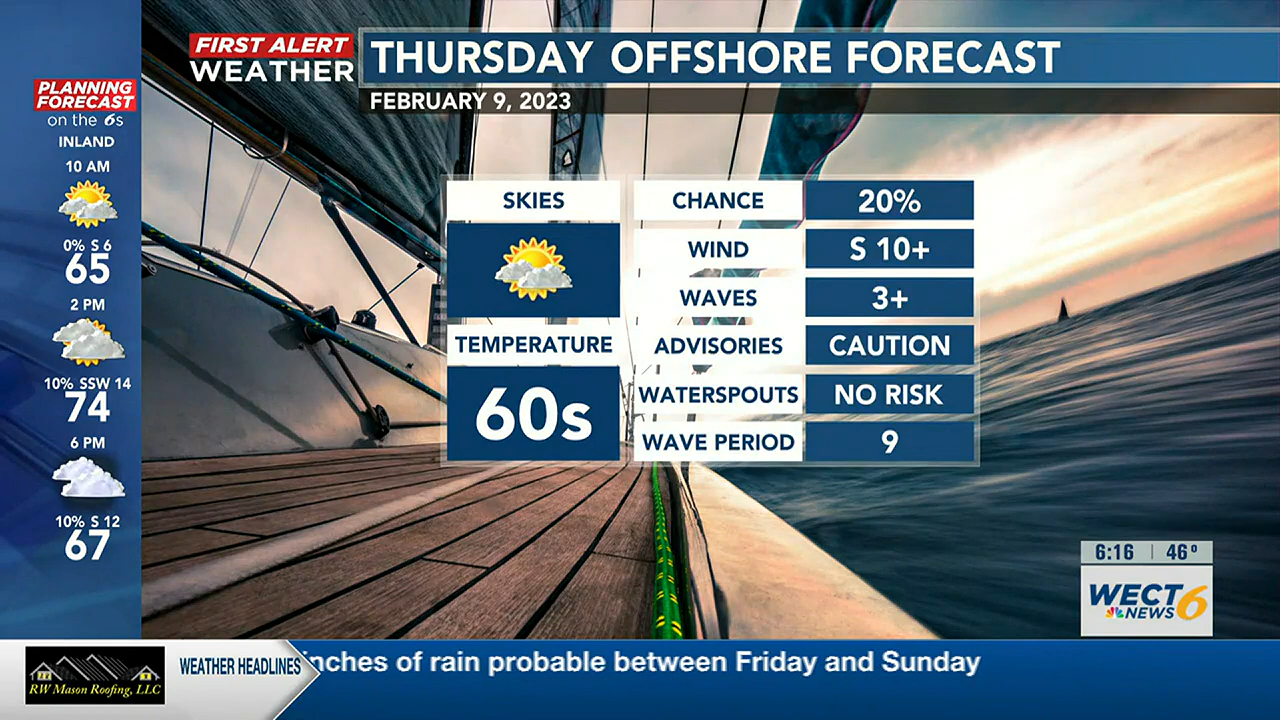 FIRST ALERT
WEATHER
THURSDAY OFFSHORE FORECAST
FEBRUARY 9, 2023
PLANNING
FORECAST
on the 6s
INLAND
10 AM
0% S 6
65
2 PM
10% SSW 14
74
6 PM
10% S 12
67
SKIES
TEMPERATURE
60s
CHANCE 20%
WIND S 10+
WAVES 3+
ADVISORIES CAUTION
WATERSPOUTS NO RISK
WAVE PERIOD 9
6:16 | 46°
WECT 6
NEWS
RW Mason Roofing, LLC
WEATHER HEADLINES
inches of rain probable between Friday and Sunday